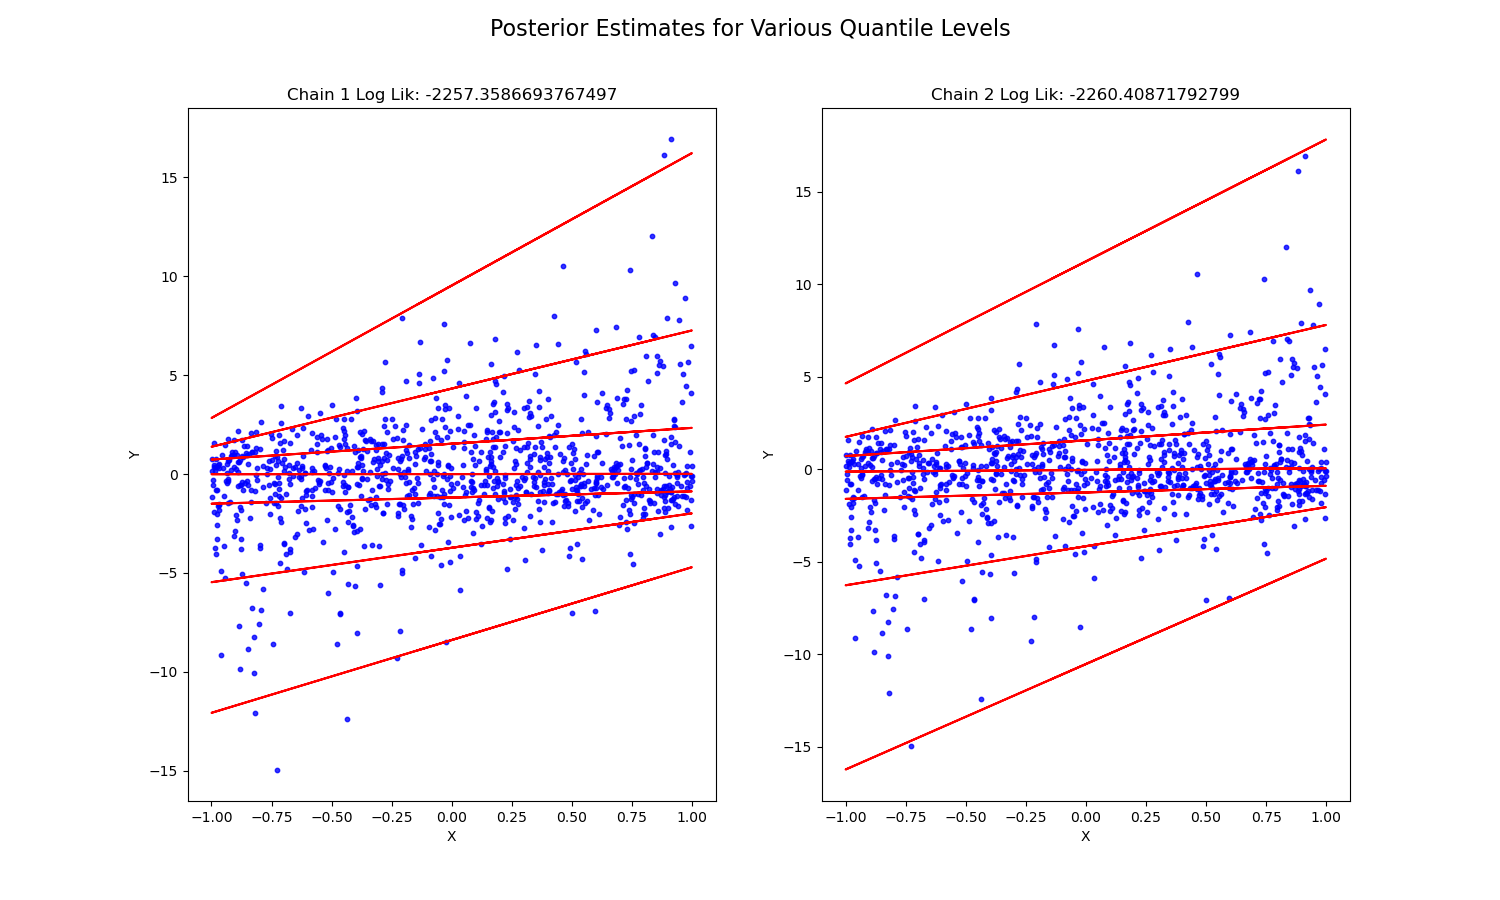 Posterior Estimates for Various Quantile Levels
Chain 1 Log Lik: -2257.3586693767497
15
10
5
0
−5
−10
−15
Y
−1.00 −0.75 −0.50 −0.25 0.00 0.25 0.50 0.75 1.00
X
Chain 2 Log Lik: -2260.40871792799
15
10
5
0
−5
−10
−15
Y
−1.00 −0.75 −0.50 −0.25 0.00 0.25 0.50 0.75 1.00
X